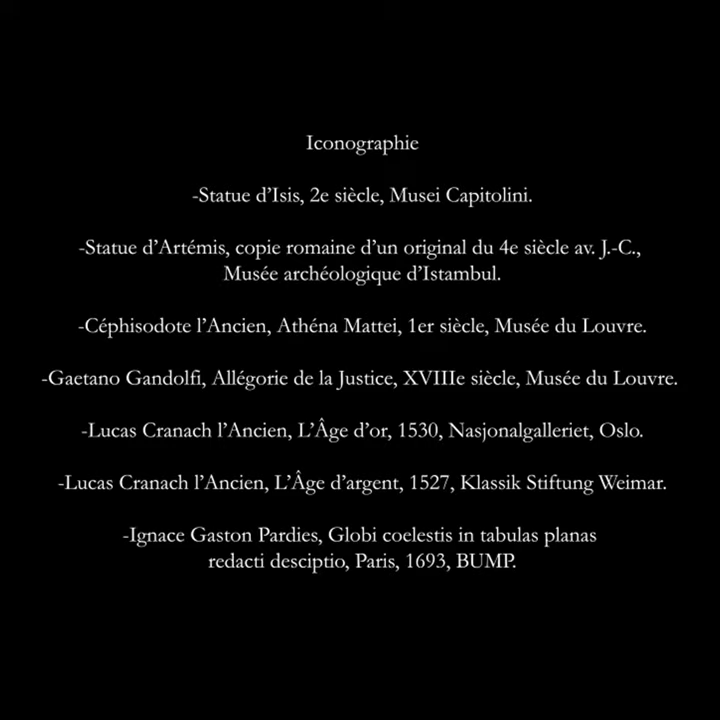 Iconographie
-Statue d’Isis, 2e siècle, Musei Capitolini.
-Statue d’Artémis, copie romaine d’un original du 4e siècle av. J.-C.,
Musée archéologique d’Istambul.
-Céphisodote l’Ancien, Athéna Mattei, 1er siècle, Musée du Louvre.
-Gaetano Gandolfi, Allégorie de la Justice, XVIIIe siècle, Musée du Louvre.
-Lucas Cranach l’Ancien, L’Âge d’or, 1530, Nasjonalgalleriet, Oslo.
-Lucas Cranach l’Ancien, L’Âge d’argent, 1527, Klassik Stiftung Weimar.
-Ignace Gaston Pardies, Globi coelestis in tabulas planas
redacti desciptio, Paris, 1693, BUMP.